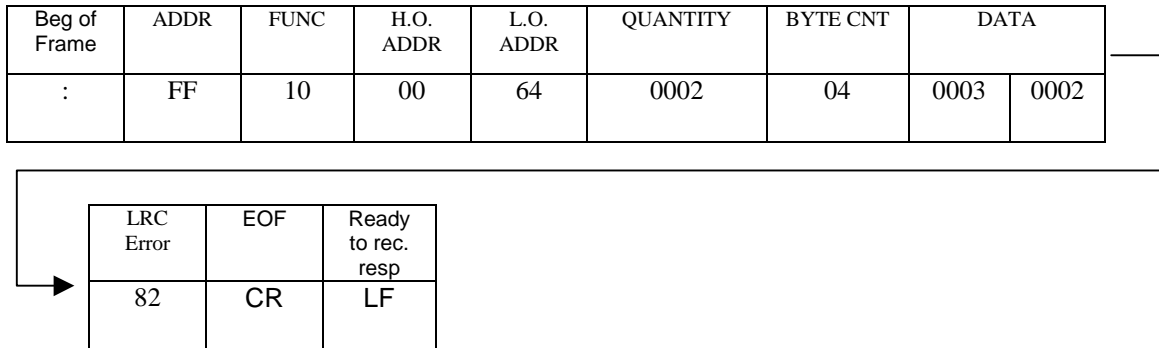 Beg of Frame ADDR FUNC H.O. ADDR L.O. ADDR QUANTITY BYTE CNT DATA
: FF 10 00 64 0002 04 0003 0002
LRC Error EOF Ready to rec. resp
82 CR LF